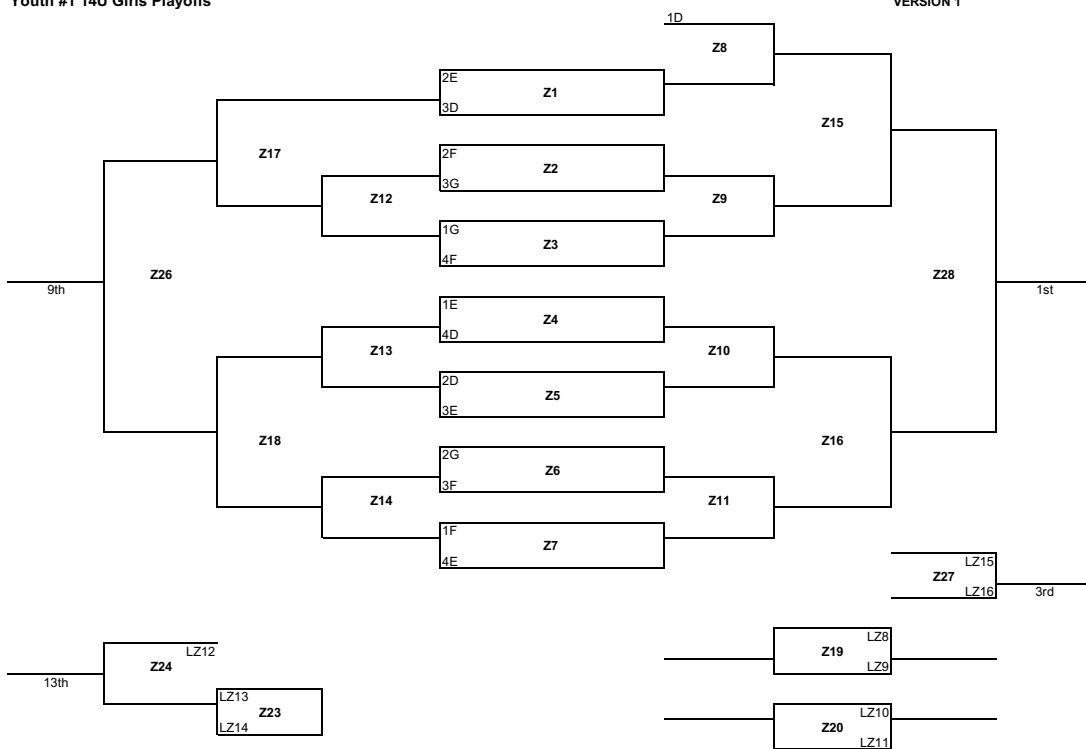 Youth #1 14U Girls Playoffs
VERSION 1
1D
Z8
2E
Z1
3D
Z15
2F
Z17
Z2
3G
Z12
Z9
1G
Z3
4F
Z26
Z28
9th
1st
1E
Z4
4D
Z13
Z10
2D
Z5
3E
Z18
Z16
2G
Z6
3F
Z14
Z11
1F
Z7
4E
LZ15
Z27
LZ16
3rd
LZ12
Z24
13th
LZ13
Z23
LZ14
LZ8
Z19
LZ9
LZ10
Z20
LZ11